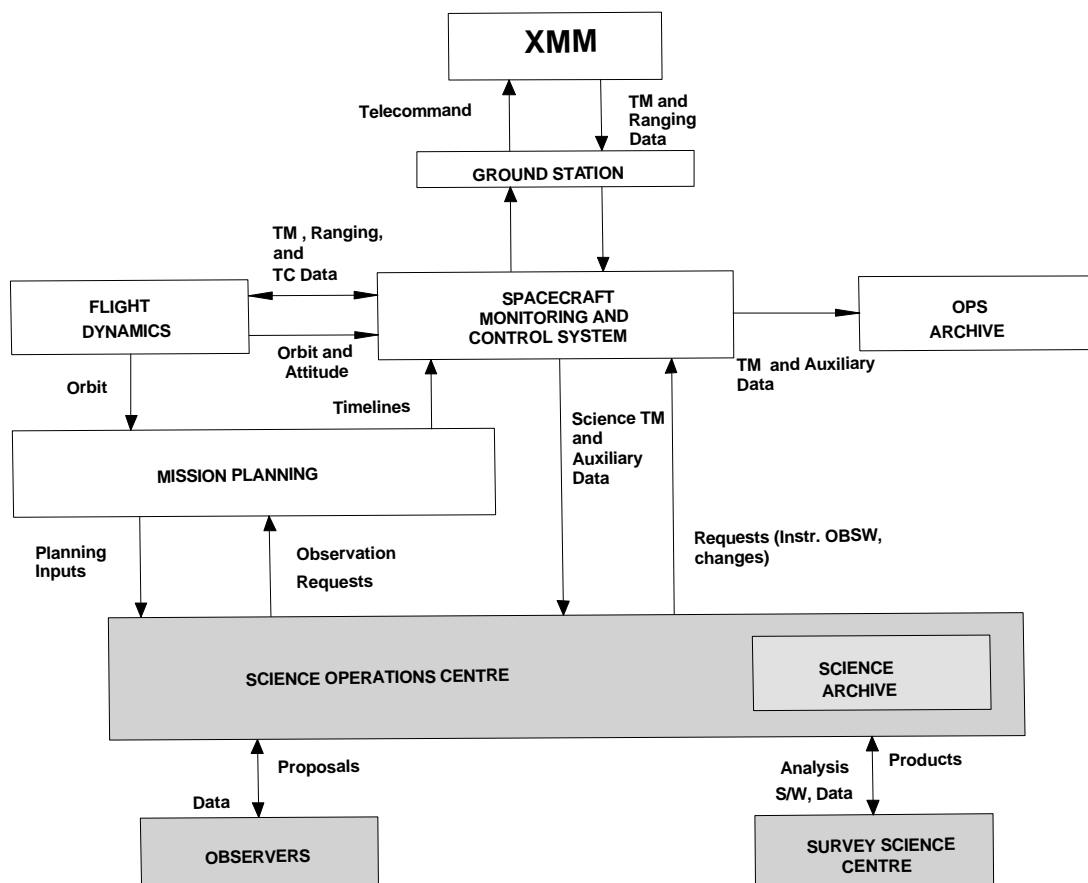 XMM
Telecommand
TM and
Ranging
Data
GROUND STATION
TM , Ranging,
and
TC Data
FLIGHT
DYNAMICS
SPACECRAFT
MONITORING AND
CONTROL SYSTEM
OPS
ARCHIVE
Orbit and
Attitude
TM and Auxiliary
Data
Orbit
Timelines
Science TM
and
Auxiliary
Data
MISSION PLANNING
Planning
Inputs
Observation
Requests
Requests (Instr. OBSW,
changes)
SCIENCE OPERATIONS CENTRE
SCIENCE
ARCHIVE
Proposals
Data
Analysis
S/W, Data
Products
OBSERVERS
SURVEY SCIENCE
CENTRE